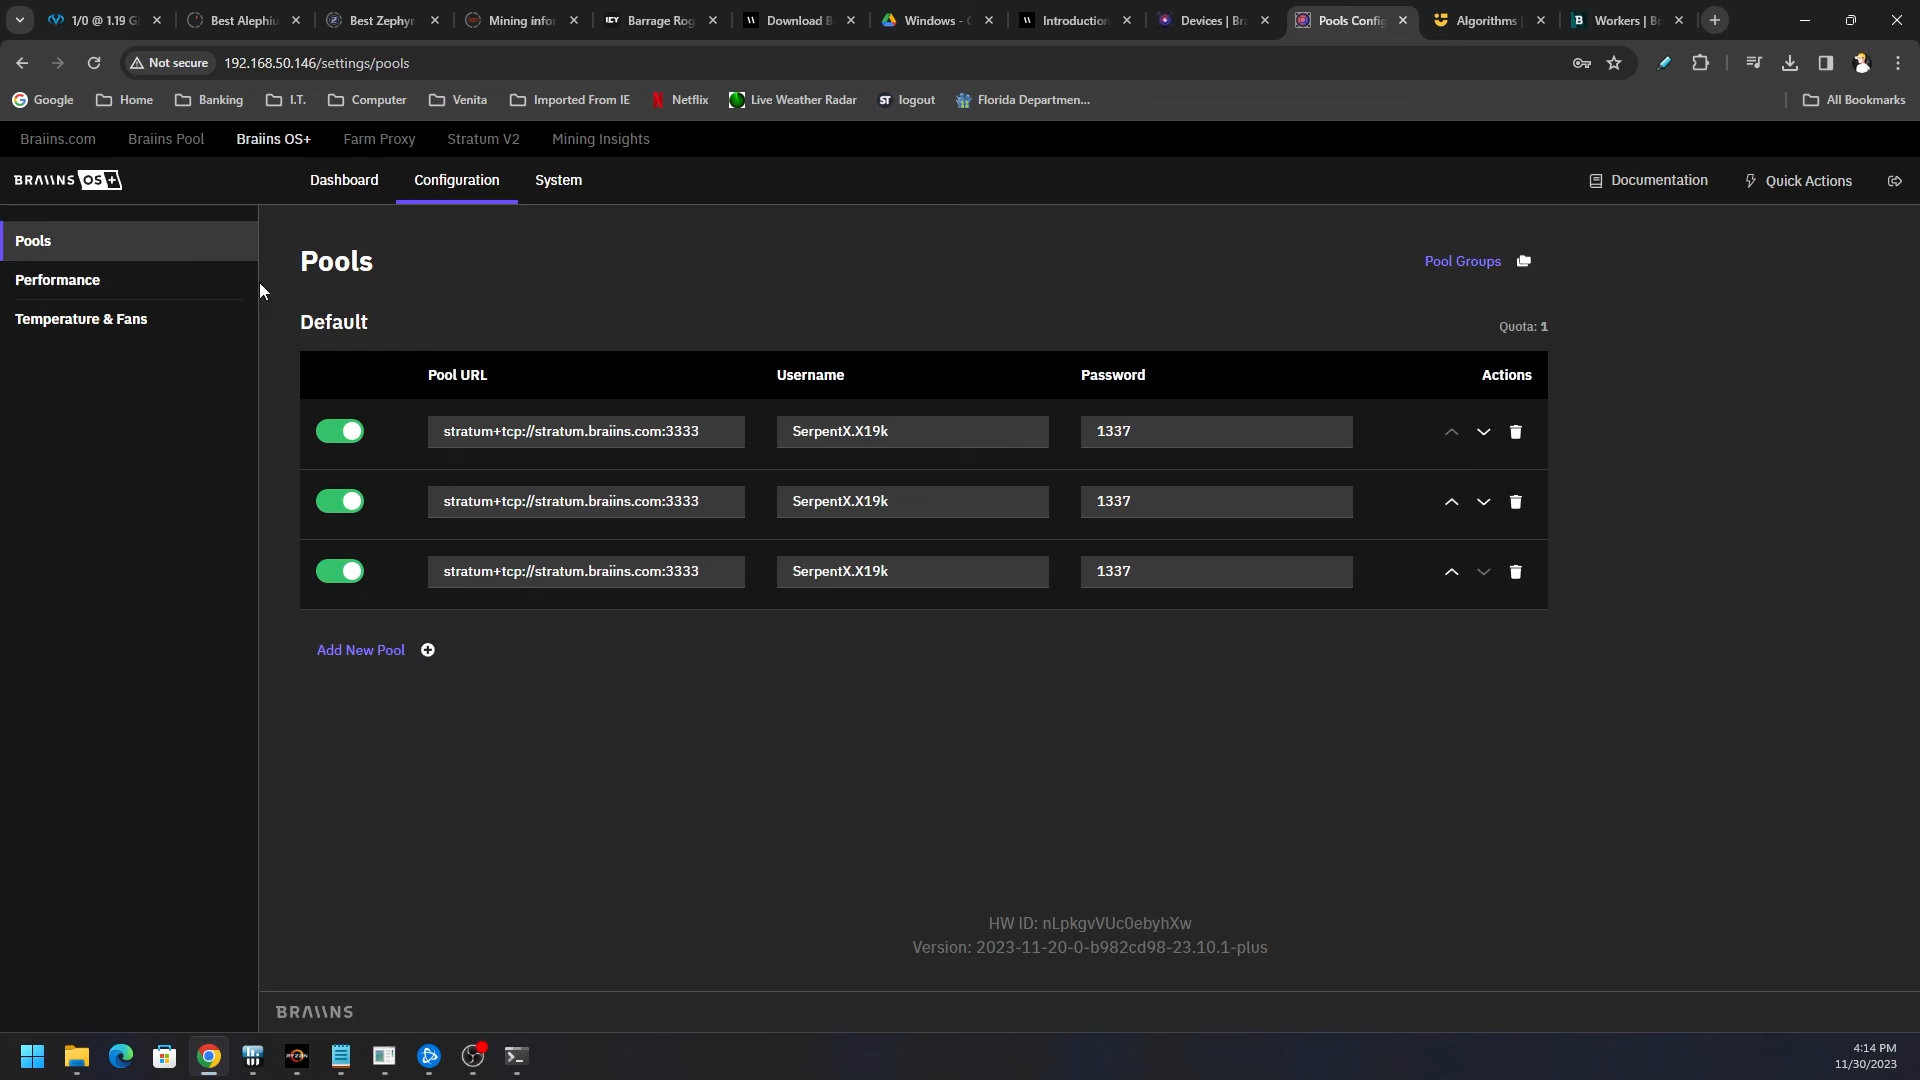 1/0 @ 1.19 G
Best Alephiu
Best Zephyr
Mining infor
ICY Barrage Rog
Download B
Windows - G
Introduction
Devices | Bra
Pools Config
Algorithms |
B Workers | Br
Not secure 192.168.50.146/settings/pools
Google Home Banking I.T. Computer Venita Imported From IE Netflix Live Weather Radar ST logout Florida Departmen... All Bookmarks
Braiins.com Braiins Pool Braiins OS+ Farm Proxy Stratum V2 Mining Insights
BRAIINS OS+ Dashboard Configuration System Documentation Quick Actions
Pools
Performance
Temperature & Fans
Pools
Pool Groups
Default
Quota: 1
Pool URL Username Password Actions
stratum+tcp://stratum.braiins.com:3333 SerpentX.X19k 1337
stratum+tcp://stratum.braiins.com:3333 SerpentX.X19k 1337
stratum+tcp://stratum.braiins.com:3333 SerpentX.X19k 1337
Add New Pool
HW ID: nLpkgvVUc0ebyhXw
Version: 2023-11-20-0-b982cd98-23.10.1-plus
BRAIINS
RYZEN
4:14 PM
11/30/2023